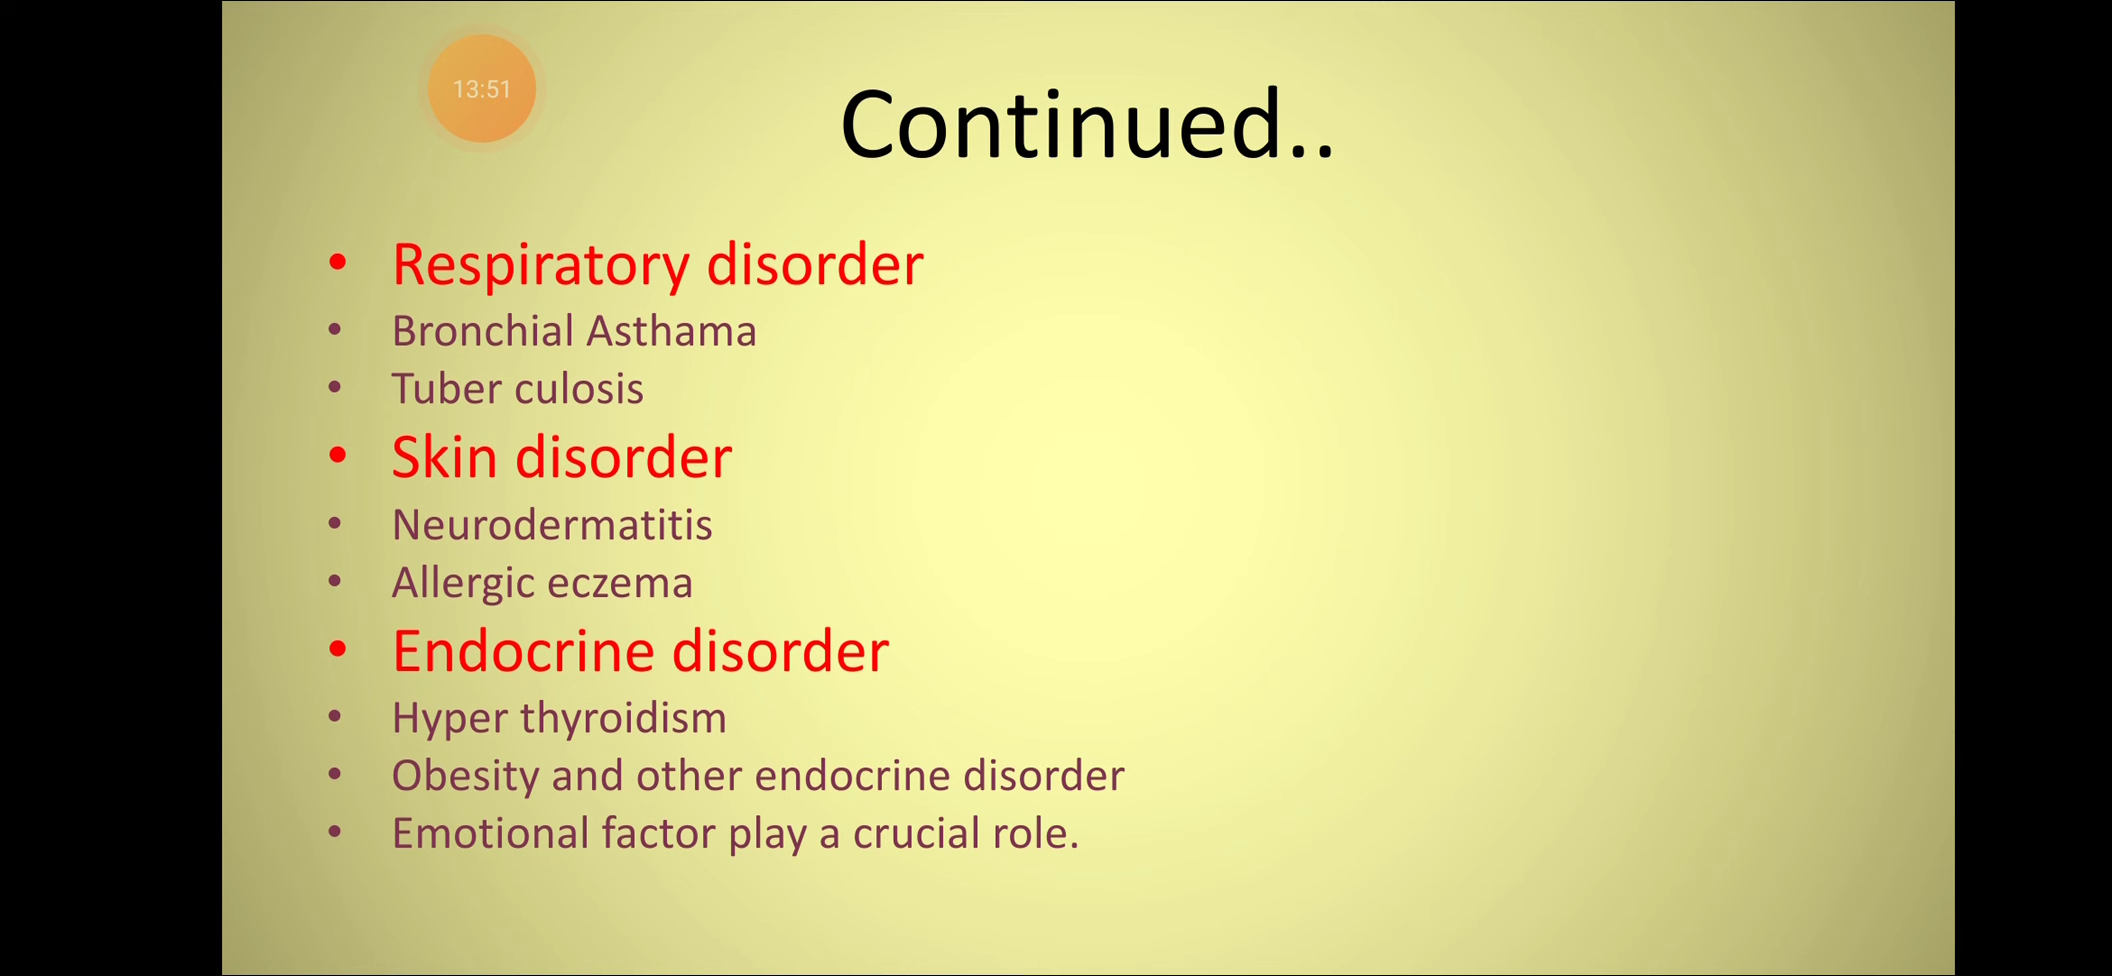 13:51
Continued..
• Respiratory disorder
• Bronchial Asthama
• Tuber culosis
• Skin disorder
• Neurodermatitis
• Allergic eczema
• Endocrine disorder
• Hyper thyroidism
• Obesity and other endocrine disorder
• Emotional factor play a crucial role.